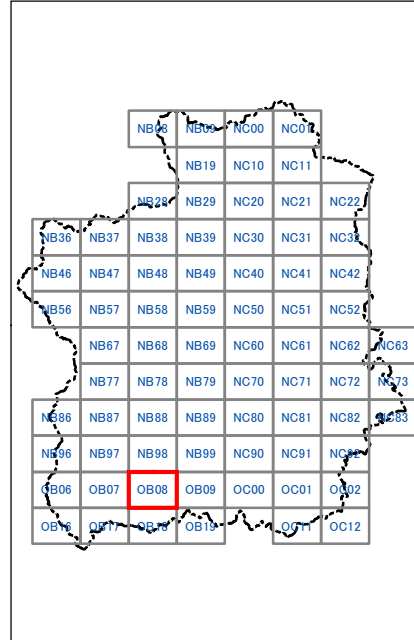 NB08 NB09 NC00 NC01
NB19 NC10 NC11
NB28 NB29 NC20 NC21 NC22
NB36 NB37 NB38 NB39 NC30 NC31 NC32
NB46 NB47 NB48 NB49 NC40 NC41 NC42
NB56 NB57 NB58 NB59 NC50 NC51 NC52
NB67 NB68 NB69 NC60 NC61 NC62 NC63
NB77 NB78 NB79 NC70 NC71 NC72 NC73
NB86 NB87 NB88 NB89 NC80 NC81 NC82 NC83
NB96 NB97 NB98 NB99 NC90 NC91 NC92
OB06 OB07 OB08 OB09 OC00 OC01 OC02
OB16 OB17 OB18 OB19 OC11 OC12